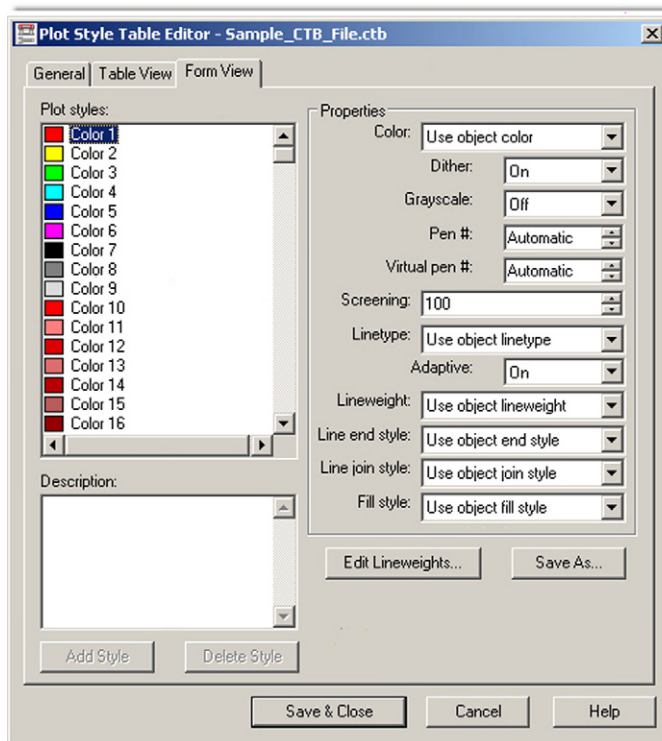 Plot Style Table Editor - Sample_CTB_File.ctb
General
Table View
Form View
Plot styles:
Color 1
Color 2
Color 3
Color 4
Color 5
Color 6
Color 7
Color 8
Color 9
Color 10
Color 11
Color 12
Color 13
Color 14
Color 15
Color 16
Description:
Add Style
Delete Style
Properties
Color: Use object color
Dither: On
Grayscale: Off
Pen #: Automatic
Virtual pen #: Automatic
Screening: 100
Linetype: Use object linetype
Adaptive: On
Lineweight: Use object lineweight
Line end style: Use object end style
Line join style: Use object join style
Fill style: Use object fill style
Edit Lineweights...
Save As...
Save & Close
Cancel
Help